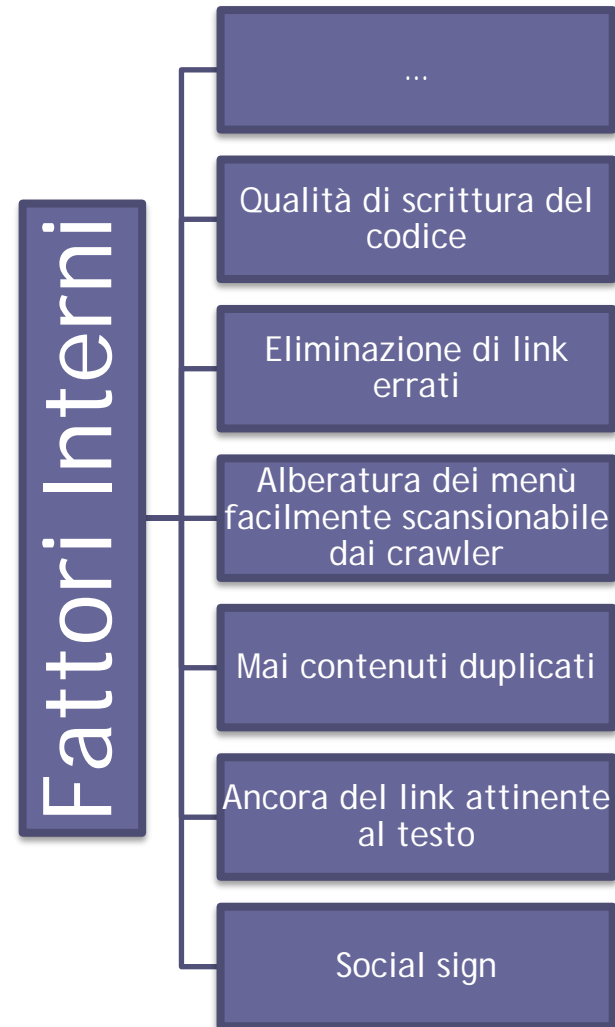 Fattori Interni
...
Qualità di scrittura del
codice
Eliminazione di link
errati
Alberatura dei menù
facilmente scansionabile
dai crawler
Mai contenuti duplicati
Ancora del link attinente
al testo
Social sign